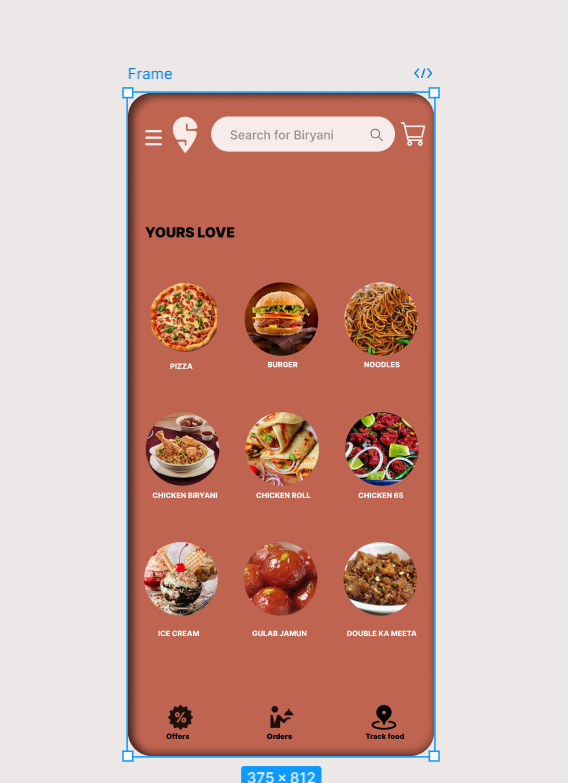 Frame
Search for Biryani
YOURS LOVE
PIZZA
BURGER
NOODLES
CHICKEN BIRYANI
CHICKEN ROLL
CHICKEN 65
ICE CREAM
GULAB JAMUN
DOUBLE KA MEETA
%
Offers
Orders
Track food
375 × 812